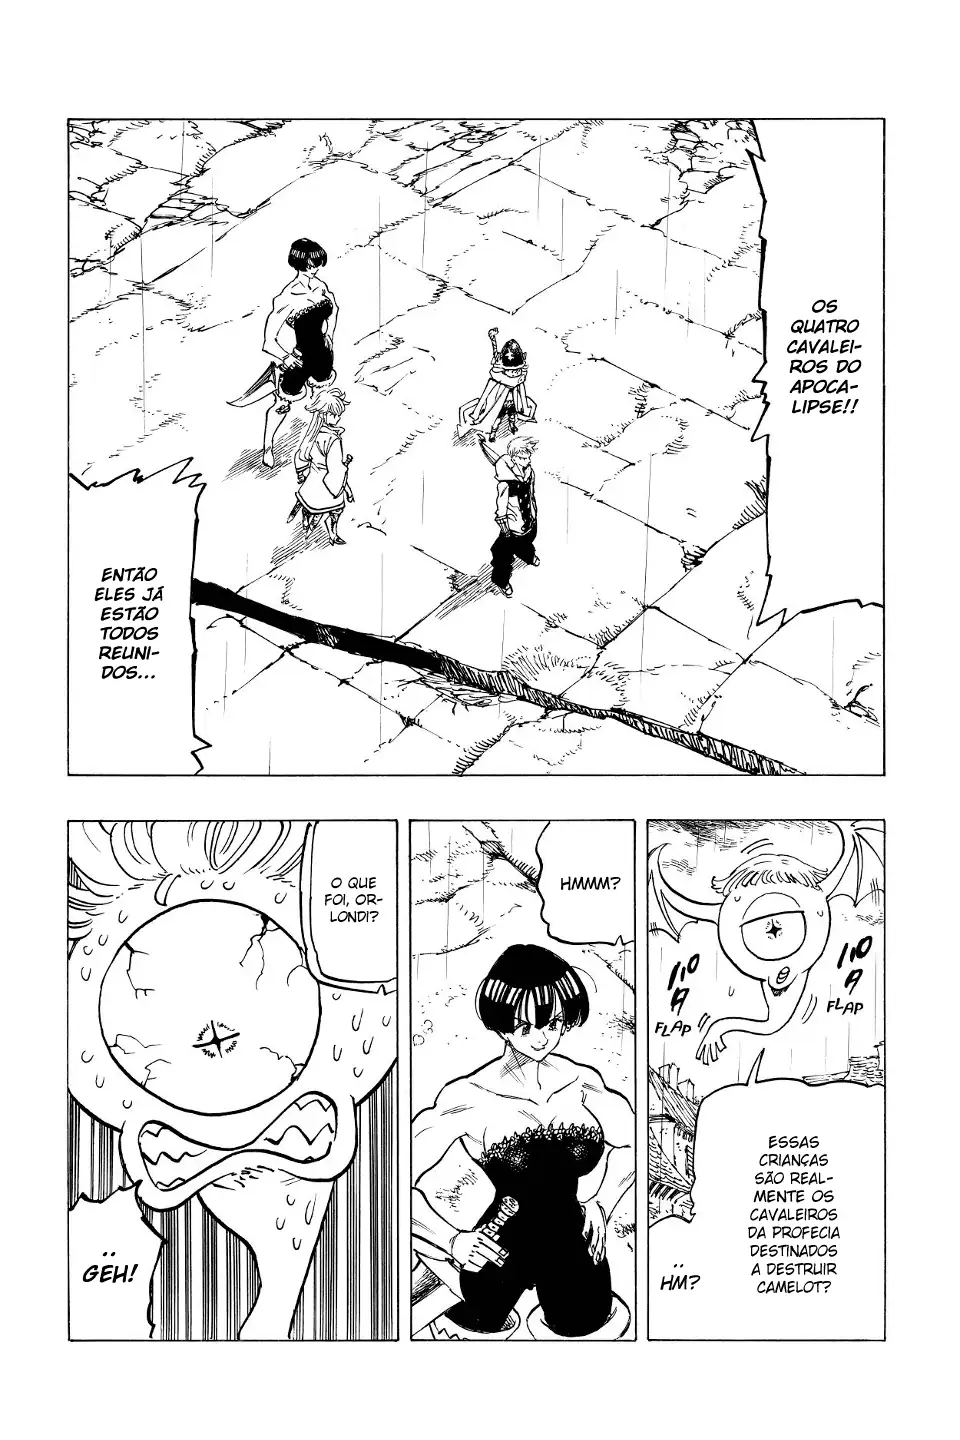 OS
QUATRO
CAVALEI-
ROS DO
APOCA-
LIPSE!!
ENTÃO
ELES JÁ
ESTÃO
TODOS
REUNI-
DOS...
FLAP
FLAP
ESSAS
CRIANÇAS
SÃO REAL-
MENTE OS
CAVALEIROS
DA PROFECIA
DESTINADOS
A DESTRUIR
CAMELOT?
HM?
HMMM?
O QUE
FOI, OR-
LONDI?
GEH!